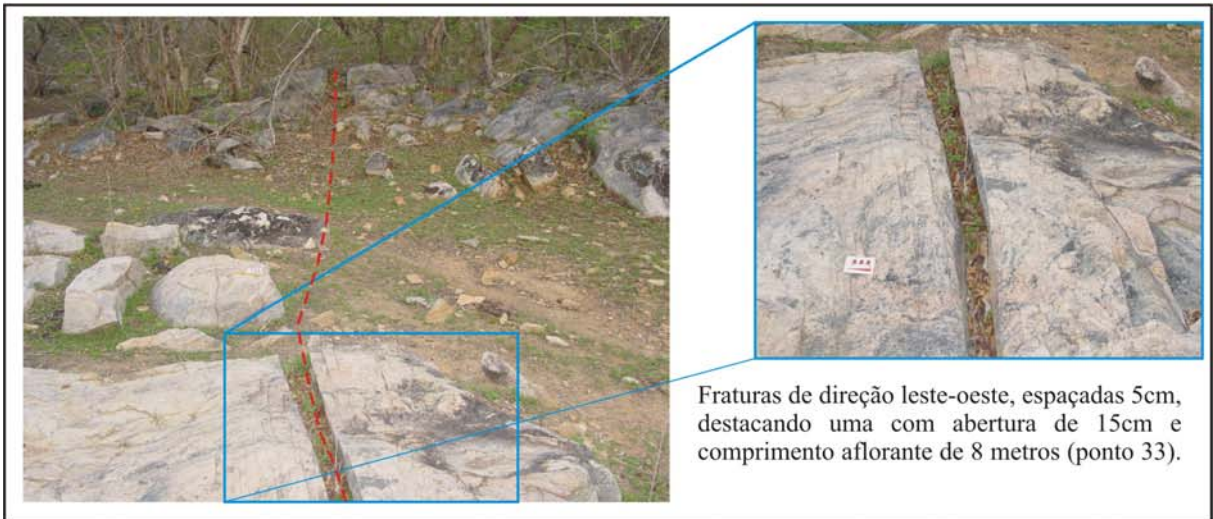 Fraturas de direção leste-oeste, espaçadas 5cm,
destacando uma com abertura de 15cm e
comprimento aflorante de 8 metros (ponto 33).